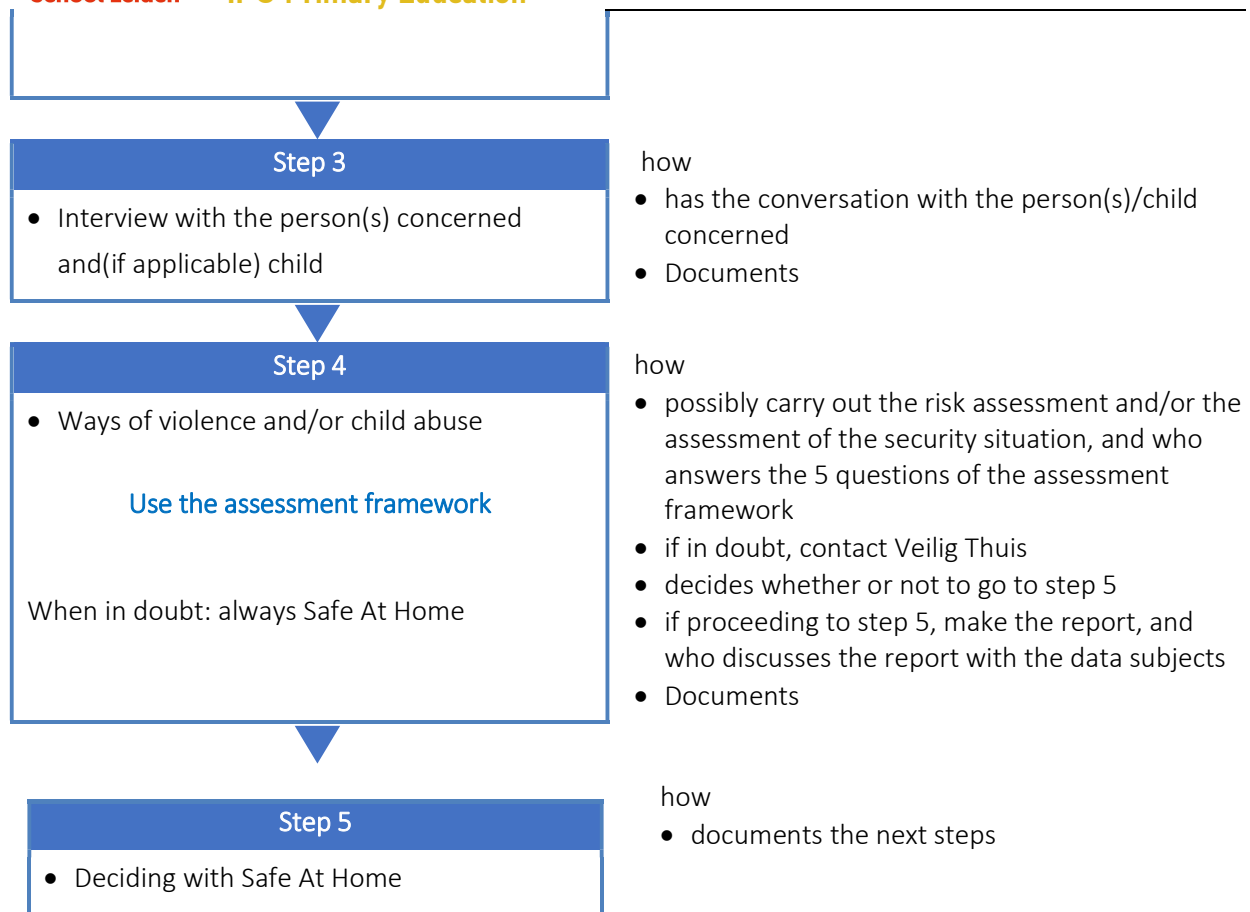 Step 3
• Interview with the person(s) concerned
and(if applicable) child
how
• has the conversation with the person(s)/child
concerned
• Documents
Step 4
• Ways of violence and/or child abuse
Use the assessment framework
When in doubt: always Safe At Home
how
• possibly carry out the risk assessment and/or the
assessment of the security situation, and who
answers the 5 questions of the assessment
framework
• if in doubt, contact Veilig Thuis
• decides whether or not to go to step 5
• if proceeding to step 5, make the report, and
who discusses the report with the data subjects
• Documents
Step 5
• Deciding with Safe At Home
how
• documents the next steps